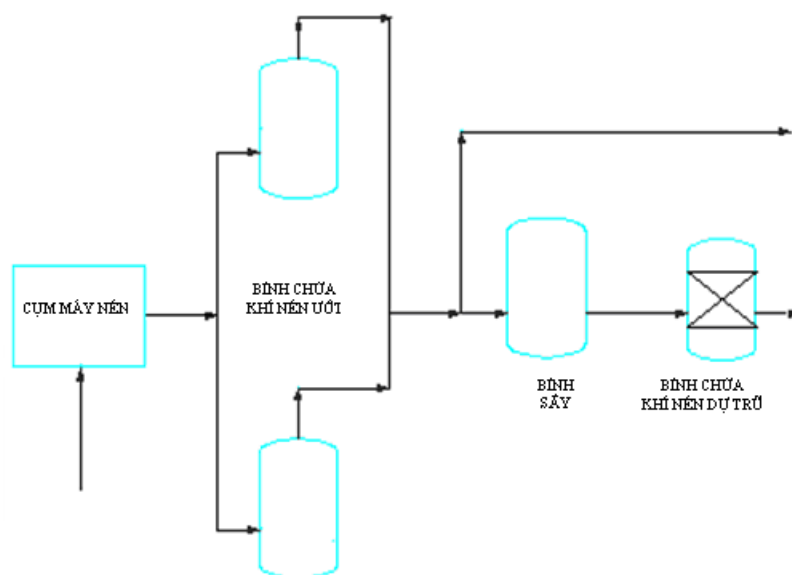 CỤM MÁY NÉN
BÌNH CHỨA
KHÍ NÉN ƯỚT
BÌNH
SẤY
BÌNH CHỨA
KHÍ NÉN DỰ TRỮ